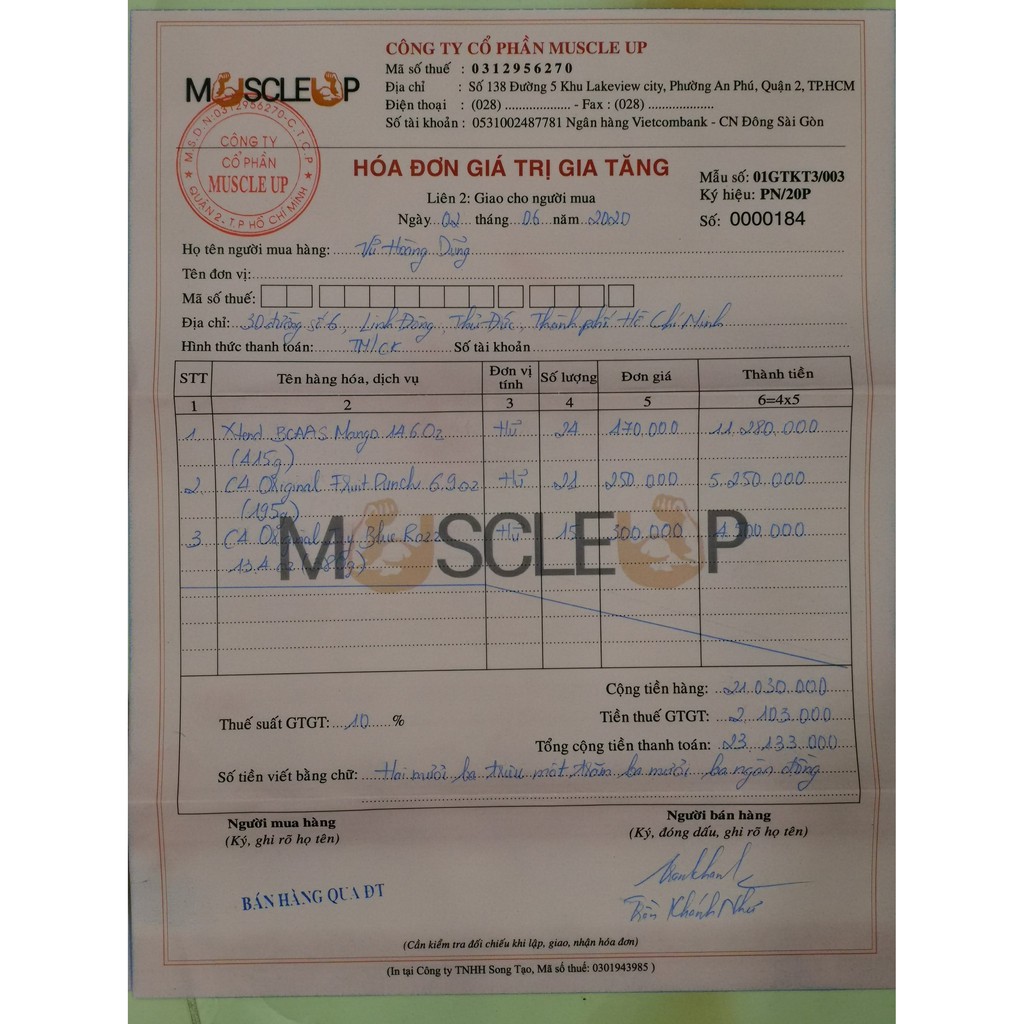 CÔNG TY CỔ PHẦN MUSCLE UP
MUSCLEUP
Mã số thuế : 0312956270
Địa chỉ : Số 138 Đường 5 Khu Lakeview city, Phường An Phú, Quận 2, TP.HCM
Điện thoại : (028) .................... - Fax : (028) ....................
Số tài khoản : 0531002487781 Ngân hàng Vietcombank - CN Đông Sài Gòn
M.S.D.N:0312956270-C.T.C.P
CÔNG TY
CỔ PHẦN
MUSCLE UP
QUẬN 2 - T.P HỒ CHÍ MINH
HÓA ĐƠN GIÁ TRỊ GIA TĂNG
Liên 2: Giao cho người mua
Ngày 02 tháng 06 năm 2020
Mẫu số: 01GTKT3/003
Ký hiệu: PN/20P
Số: 0000184
Họ tên người mua hàng: Vũ Hoàng Dũng
Tên đơn vị:
Mã số thuế:
Địa chỉ: 30 đường số 6, Linh Đông, Thủ Đức, Thành phố Hồ Chí Minh
Hình thức thanh toán: TM/CK Số tài khoản
STT Tên hàng hóa, dịch vụ Đơn vị tính Số lượng Đơn giá Thành tiền
1 2 3 4 5 6=4x5
1 Xtend BCAAS Mango 14.6 Oz Hũ 24 470.000 11.280.000
(415g)
2 C4 Original Fruit Punch 6.9 oz Hũ 21 250.000 5.250.000
(195g)
3 C4 Original Blue Razz Hũ 15 300.000 4.500.000
13.4 oz
MUSCLEUP
Cộng tiền hàng: 21.030.000
Thuế suất GTGT: 10 % Tiền thuế GTGT: 2.103.000
Tổng cộng tiền thanh toán: 23.133.000
Số tiền viết bằng chữ: Hai mươi ba triệu một trăm ba mươi ba ngàn đồng
Người mua hàng
(Ký, ghi rõ họ tên)
Người bán hàng
(Ký, đóng dấu, ghi rõ họ tên)
BÁN HÀNG QUA ĐT
Trần Khánh Như
(Cần kiểm tra đối chiếu khi lập, giao, nhận hóa đơn)
(In tại Công ty TNHH Song Tạo, Mã số thuế: 0301943985 )